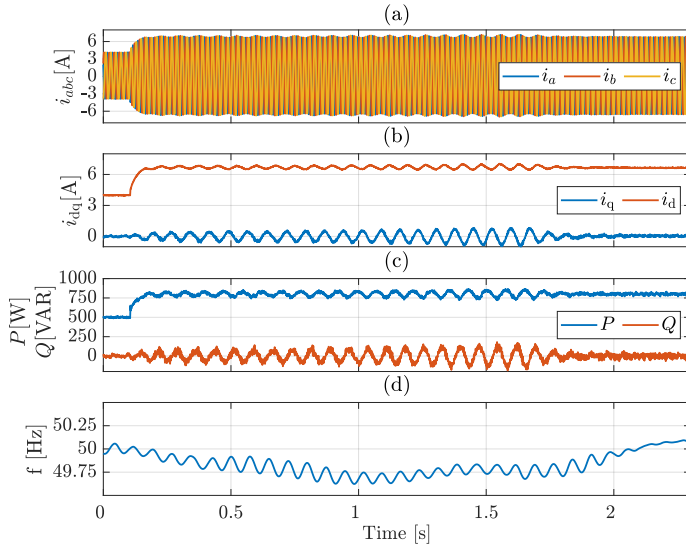 (a)
i_abc[A]
6
3
0
-3
-6
i_a i_b i_c
(b)
i_dq[A]
6
3
0
i_q i_d
(c)
P[W]
Q[VAR]
1000
750
500
250
0
P Q
(d)
f [Hz]
50.25
50
49.75
0 0.5 1 1.5 2
Time [s]